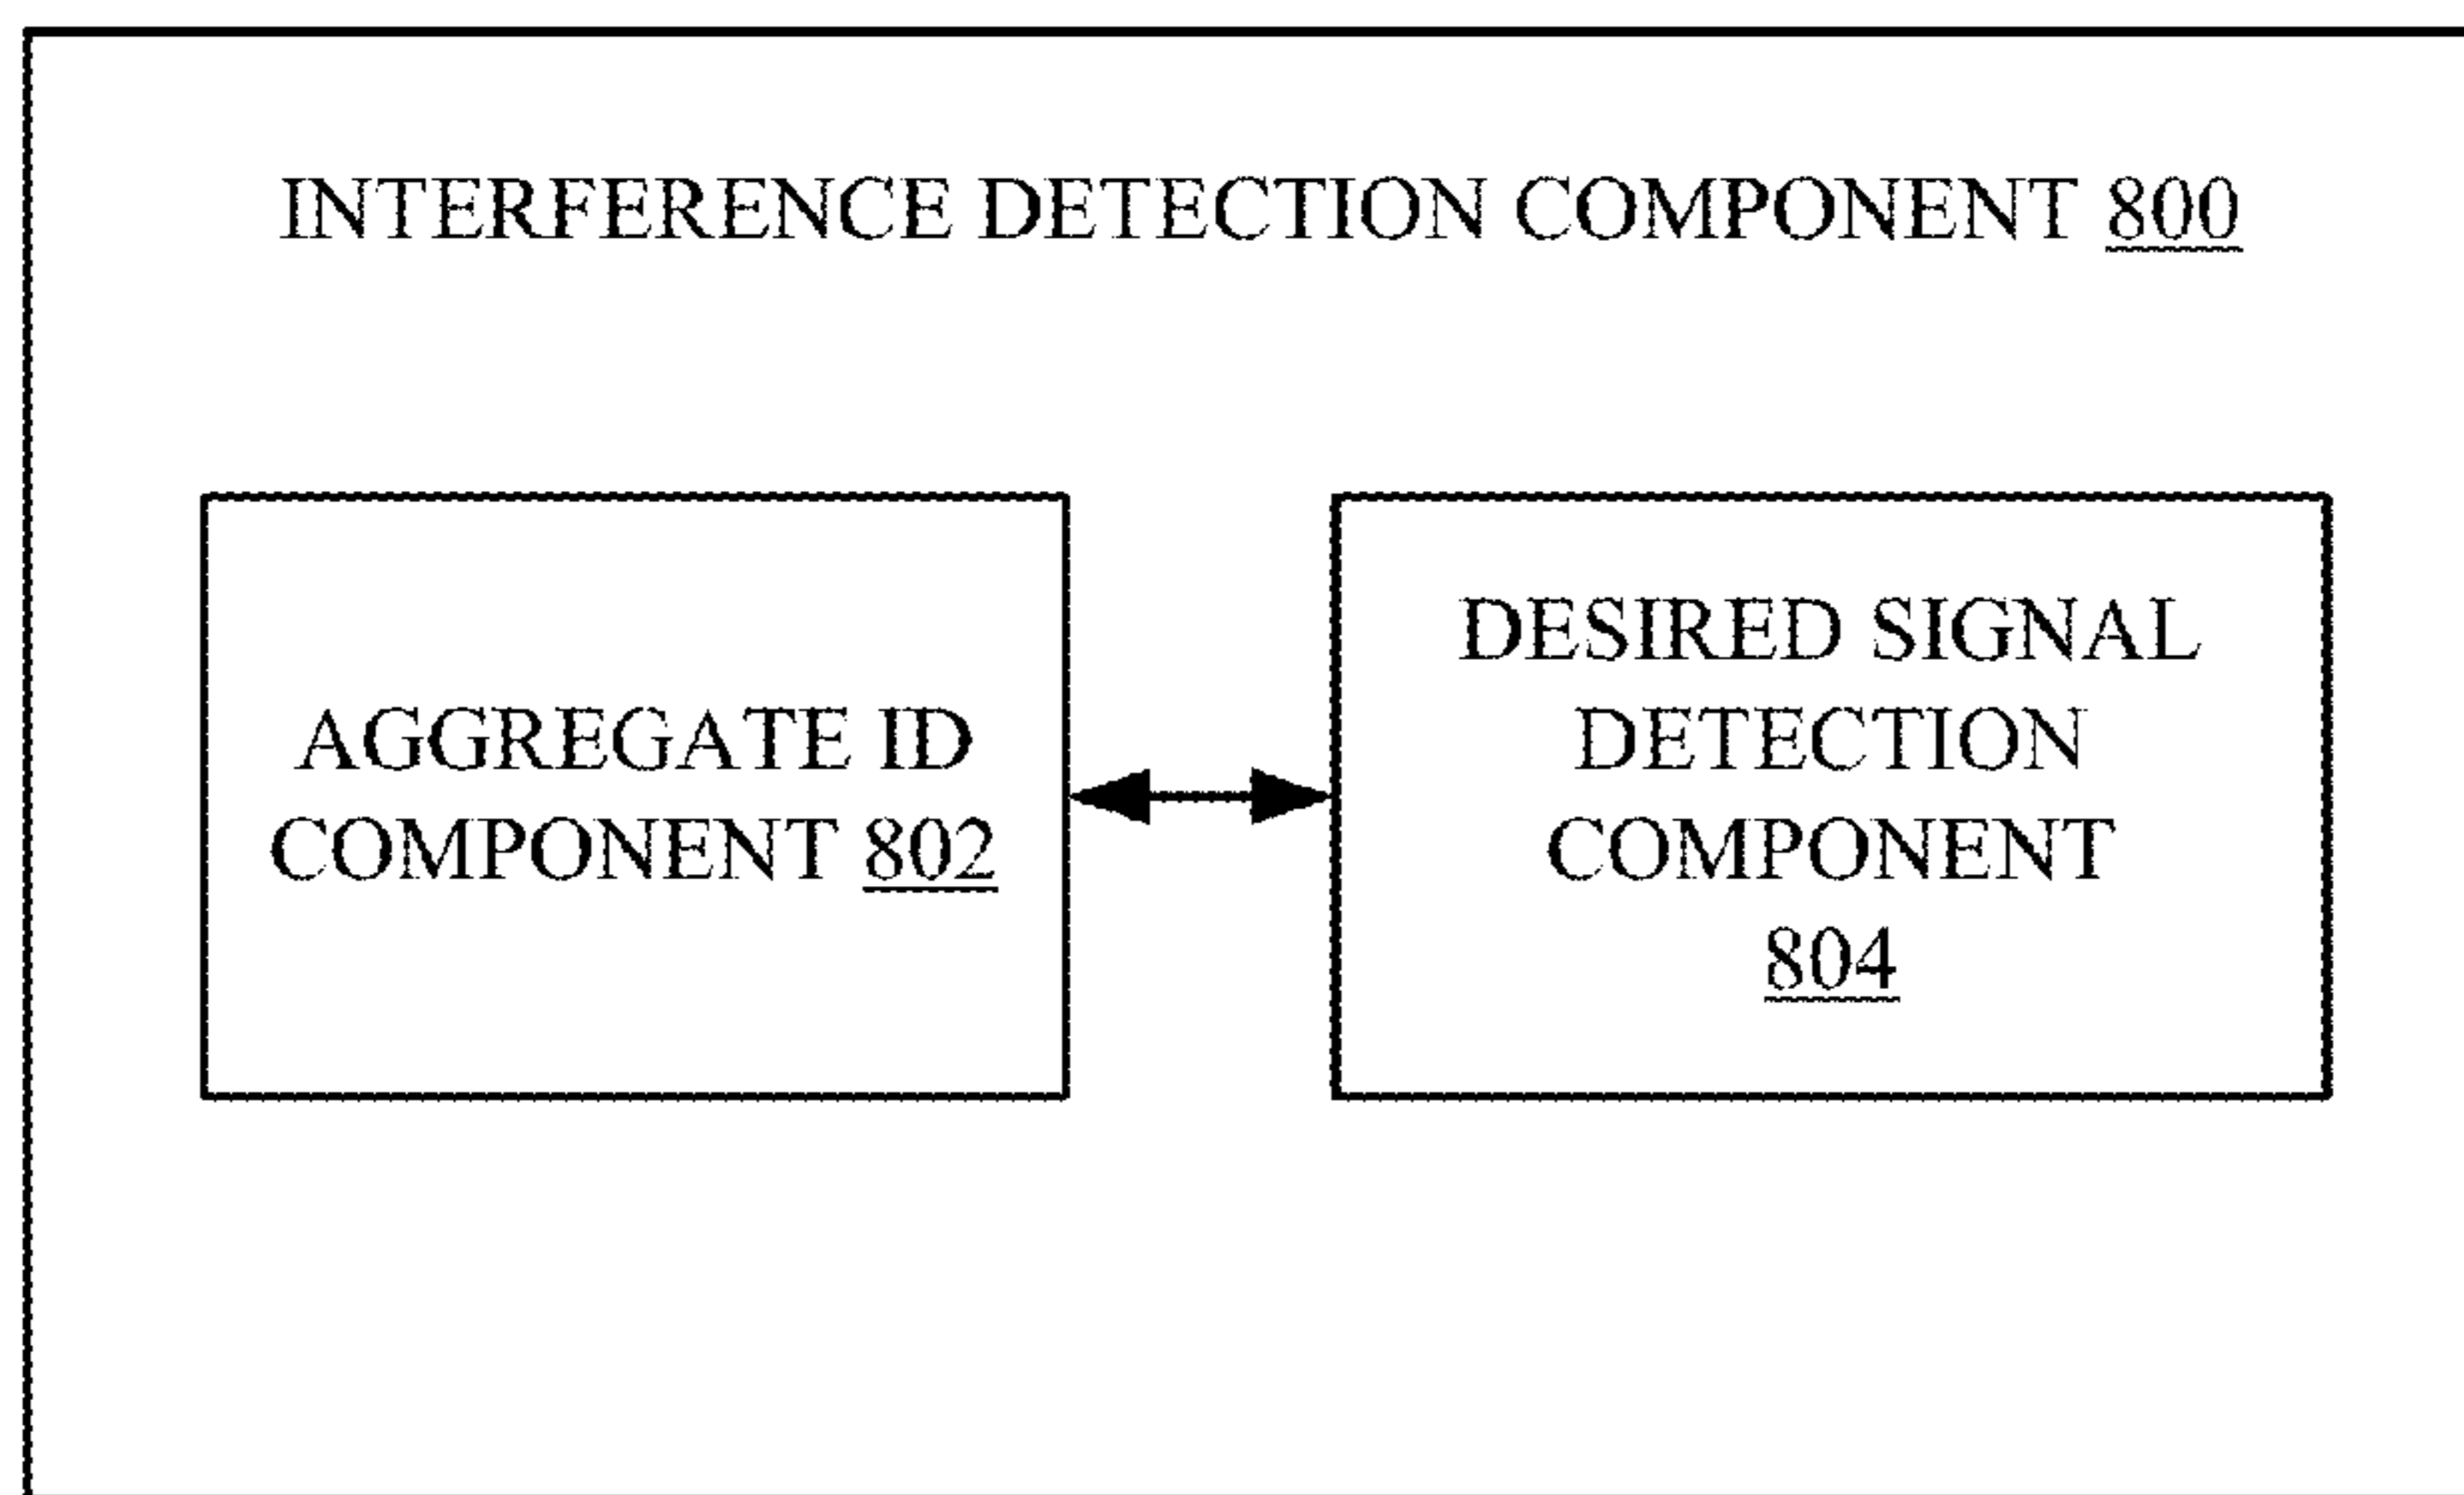 INTERFERENCE DETECTION COMPONENT 800
AGGREGATE ID
COMPONENT 802
DESIRED SIGNAL
DETECTION
COMPONENT
804